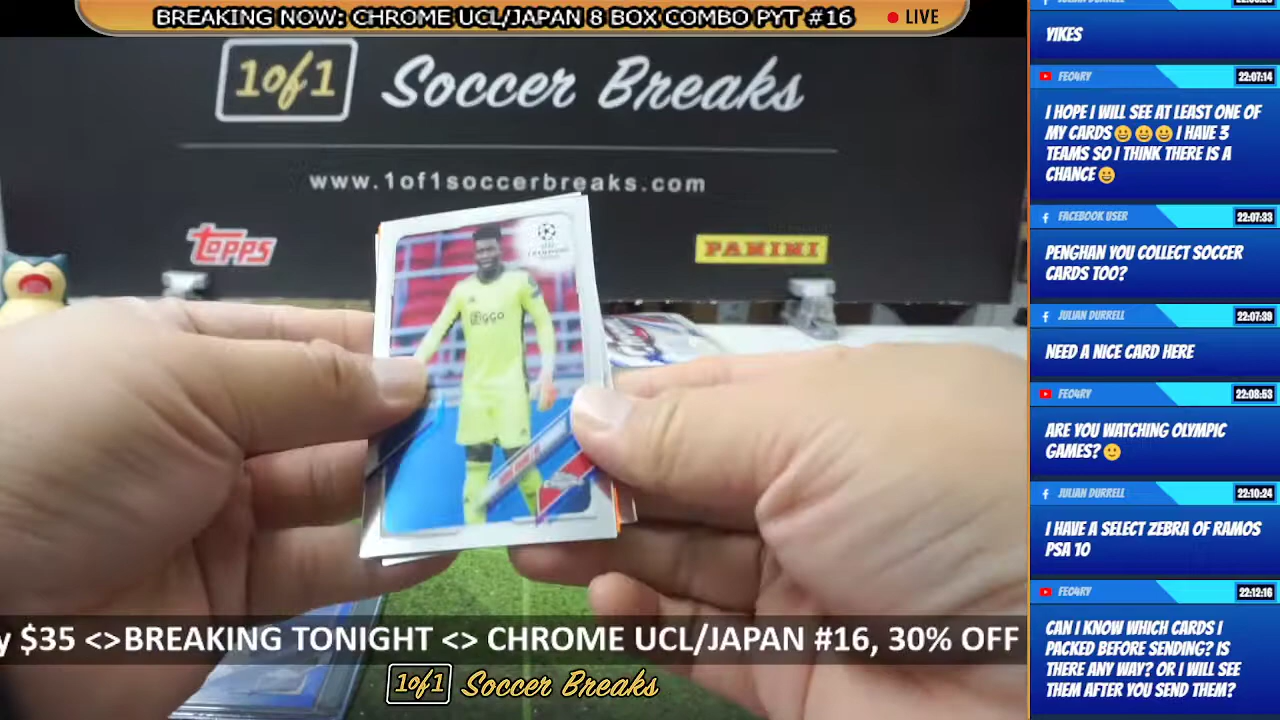 BREAKING NOW: CHROME UCL/JAPAN 8 BOX COMBO PYT #16
LIVE
1of1 Soccer Breaks
www.1of1soccerbreaks.com
topps
PANINI
y $35 <>BREAKING TONIGHT <> CHROME UCL/JAPAN #16, 30% OFF
1of1 Soccer Breaks
YIKES
FEO4RY
22:07:14
I HOPE I WILL SEE AT LEAST ONE OF
MY CARDS😀😀😀 I HAVE 3
TEAMS SO I THINK THERE IS A
CHANCE😀
FACEBOOK USER
22:07:33
PENGHAN YOU COLLECT SOCCER
CARDS TOO?
JULIAN DURRELL
22:07:39
NEED A NICE CARD HERE
FEO4RY
22:08:53
ARE YOU WATCHING OLYMPIC
GAMES?🙂
JULIAN DURRELL
22:10:24
I HAVE A SELECT ZEBRA OF RAMOS
PSA 10
FEO4RY
22:12:16
CAN I KNOW WHICH CARDS I
PACKED BEFORE SENDING? IS
THERE ANY WAY? OR I WILL SEE
THEM AFTER YOU SEND THEM?